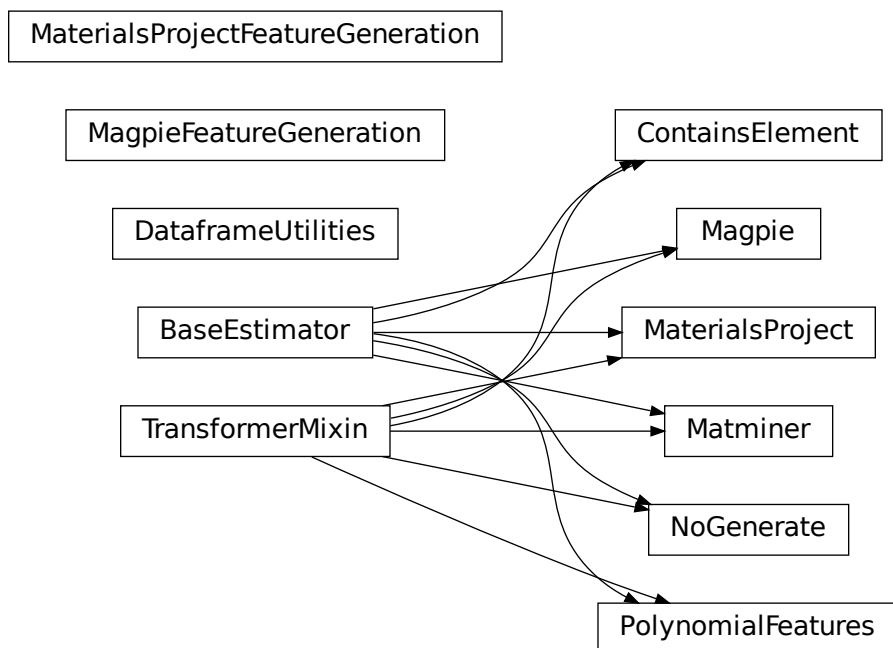 MaterialsProjectFeatureGeneration
MagpieFeatureGeneration
ContainsElement
DataframeUtilities
Magpie
BaseEstimator
MaterialsProject
TransformerMixin
Matminer
NoGenerate
PolynomialFeatures